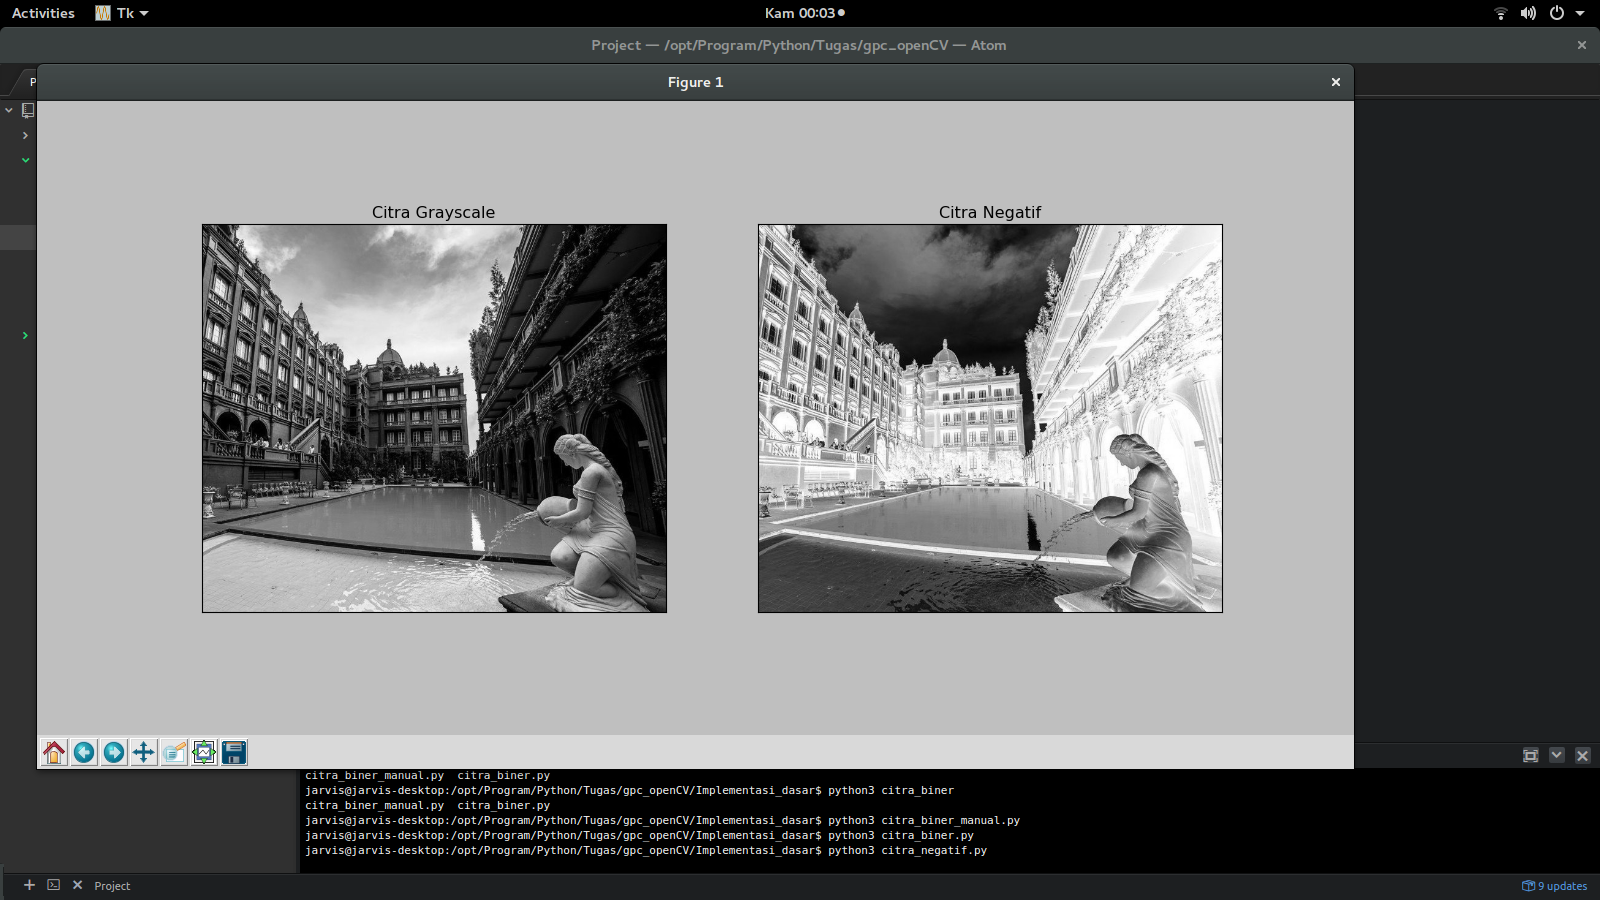 Activities Tk Kam 00:03
Project — /opt/Program/Python/Tugas/gpc_openCV — Atom
Figure 1
Citra Grayscale Citra Negatif
citra_biner_manual.py citra_biner.py
jarvis@jarvis-desktop:/opt/Program/Python/Tugas/gpc_openCV/Implementasi_dasar$ python3 citra_biner
citra_biner_manual.py citra_biner.py
jarvis@jarvis-desktop:/opt/Program/Python/Tugas/gpc_openCV/Implementasi_dasar$ python3 citra_biner_manual.py
jarvis@jarvis-desktop:/opt/Program/Python/Tugas/gpc_openCV/Implementasi_dasar$ python3 citra_biner.py
jarvis@jarvis-desktop:/opt/Program/Python/Tugas/gpc_openCV/Implementasi_dasar$ python3 citra_negatif.py
Project 9 updates